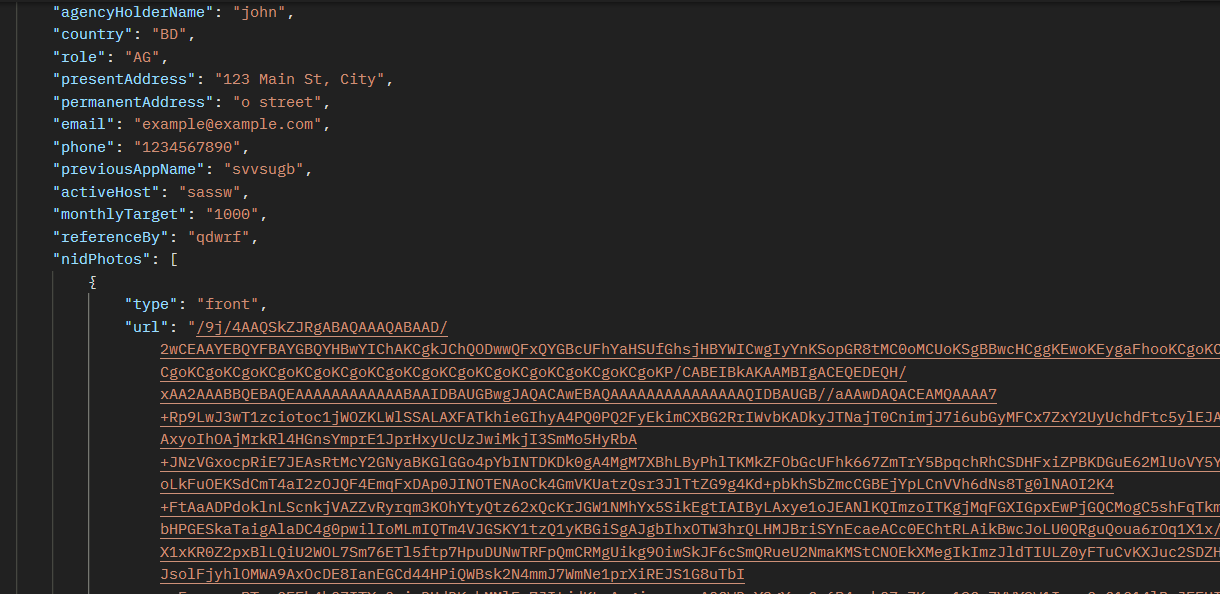 "agencyHolderName": "john",
"country": "BD",
"role": "AG",
"presentAddress": "123 Main St, City",
"permanentAddress": "o street",
"email": "example@example.com",
"phone": "1234567890",
"previousAppName": "svvsugb",
"activeHost": "sassw",
"monthlyTarget": "1000",
"referenceBy": "qdwrf",
"nidPhotos": [
{
"type": "front",
"url": "/9j/4AAQSkZJRgABAQAAAQABAAD/
2wCEAAYEBQYFBAYGBQYHBwYIChAKCgkJChQODwwQFxQYGBcUFhYaHSUfGhsjHBYWICwgIyYnKSopGR8tMC0oMCUoKSgBBwcHCggKEwoKEygaFhooKCgoKC
CgoKCgoKCgoKCgoKCgoKCgoKCgoKCgoKCgoKCgoKCgoKCgoKCgoKCgoKP/CABEIBkAKAAMBIgACEQEDEQH/
xAA2AAABBQEBAQEAAAAAAAAAAAABAAIDBAUGBwgJAQACAwEBAQAAAAAAAAAAAAAAAQIDBAUGB//aAAwDAQACEAMQAAAA7
+Rp9LwJ3wT1zciotoc1jWOZKLWlSSALAXFATkhieGIhyA4PQ0PQ2FyEkimCXBG2RrIWvbKADkyJTNajT0CnimjJ7i6ubGyMFCx7ZxY2UyUchdFtc5ylEJA
AxyoIhOAjMrkRl4HGnsYmprE1JprHxyUcUzJwiMkjI3SmMo5HyRbA
+JNzVGxocpRiE7JEAsRtMcY2GNyaBKGlGGo4pYbINTDKDk0gA4MgM7XBhLByPhlTKMkZFObGcUFhk667ZmTrY5BpqchRhCSDHFxiZPBKDGuE62MlUoVY5Y
oLkFuOEKSdCmT4aI2zOJQF4EmqFxDAp0JINOTENAoCk4GmVKUatzQsr3JlTtZG9g4Kd+pbkhSbZmcCGBEjYpLCnVVh6dNs8Tg0lNAOI2K4
+FtAaADPdoklnLScnkjVAZZvRyrqm3KOhYtyQtz62xQcKrJGW1NMhYx5SikEgtIAIByLAxye1oJEANlKQImzoITKgjMqFGXIGpxEwPjGQCMogC5shFqTkm
bHPGESkaTaigAlaDC4g0pwilIoMLmIQTm4VJGSKY1tzQ1yKBGiSgAJgbIhxOTW3hrQLHMJBriSYnEcaeACc0EChtRLAikBwcJoLU0QRguQoua6rOq1X1x/
X1xKR0Z2pxBlLQiU2WOL7Sm76ETl5ftp7HpuDUNwTRFpQmCRMgUikg9OiwSkJF6cSmQRueU2NmaKMStCNOEkXMegIkImzJldTIULZ0yFTuCvKXJuc2SDZH
JsolFjyhlOMWA9AxOcDE8IanEGCd44HPiQWBsk2N4mmJ7WmNe1prXiREJS1G8uTbI